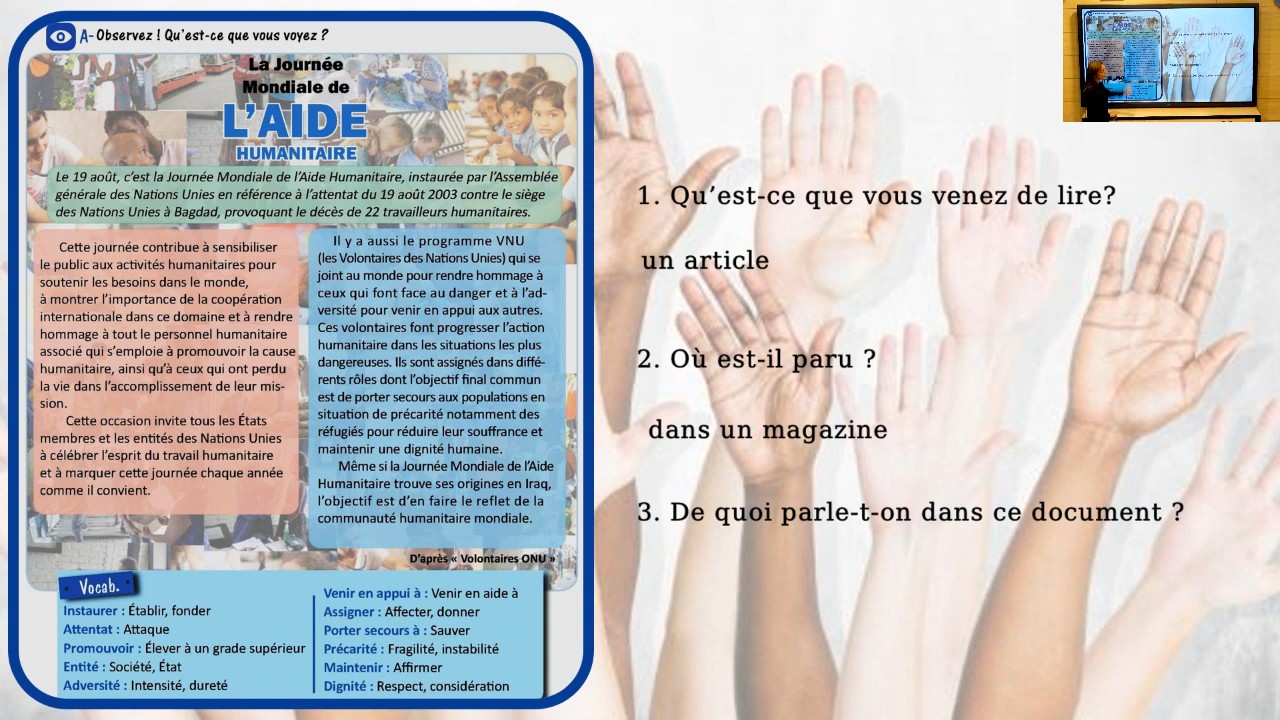 A- Observez ! Qu'est-ce que vous voyez ?
La Journée
Mondiale de
L'AIDE
HUMANITAIRE
Le 19 août, c'est la Journée Mondiale de l'Aide Humanitaire, instaurée par l'Assemblée
générale des Nations Unies en référence à l'attentat du 19 août 2003 contre le siège
des Nations Unies à Bagdad, provoquant le décès de 22 travailleurs humanitaires.
Cette journée contribue à sensibiliser
le public aux activités humanitaires pour
soutenir les besoins dans le monde,
à montrer l'importance de la coopération
internationale dans ce domaine et à rendre
hommage à tout le personnel humanitaire
associé qui s'emploie à promouvoir la cause
humanitaire, ainsi qu'à ceux qui ont perdu
la vie dans l'accomplissement de leur mis-
sion.
Cette occasion invite tous les États
membres et les entités des Nations Unies
à célébrer l'esprit du travail humanitaire
et à marquer cette journée chaque année
comme il convient.
Il y a aussi le programme VNU
(les Volontaires des Nations Unies) qui se
joint au monde pour rendre hommage à
ceux qui font face au danger et à l'ad-
versité pour venir en appui aux autres.
Ces volontaires font progresser l'action
humanitaire dans les situations les plus
dangereuses. Ils sont assignés dans diffé-
rents rôles dont l'objectif final commun
est de porter secours aux populations en
situation de précarité notamment des
réfugiés pour réduire leur souffrance et
maintenir une dignité humaine.
Même si la Journée Mondiale de l'Aide
Humanitaire trouve ses origines en Iraq,
l'objectif est d'en faire le reflet de la
communauté humanitaire mondiale.
D'après « Volontaires ONU »
Vocab.
Instaurer : Établir, fonder
Attentat : Attaque
Promouvoir : Élever à un grade supérieur
Entité : Société, État
Adversité : Intensité, dureté
Venir en appui à : Venir en aide à
Assigner : Affecter, donner
Porter secours à : Sauver
Précarité : Fragilité, instabilité
Maintenir : Affirmer
Dignité : Respect, considération
1. Qu'est-ce que vous venez de lire?
un article
2. Où est-il paru ?
dans un magazine
3. De quoi parle-t-on dans ce document ?